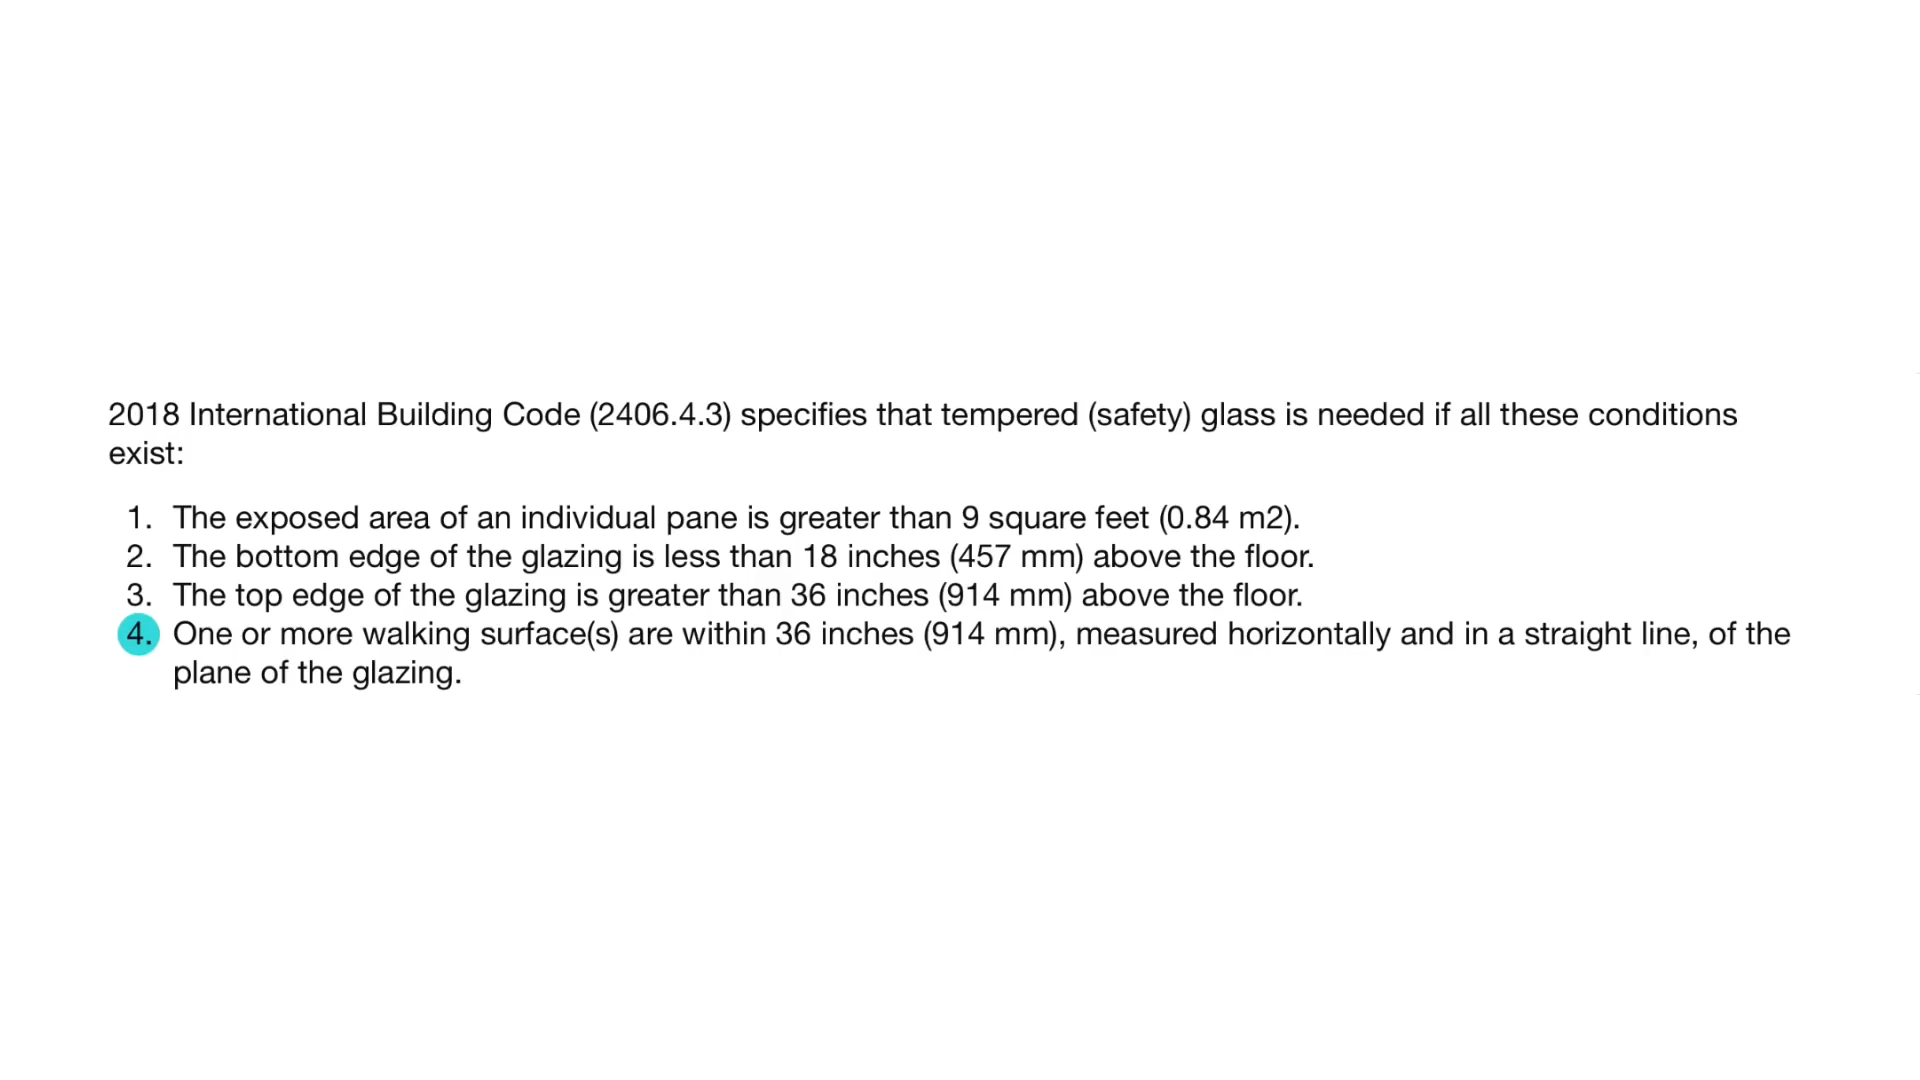 2018 International Building Code (2406.4.3) specifies that tempered (safety) glass is needed if all these conditions
exist:
1. The exposed area of an individual pane is greater than 9 square feet (0.84 m2).
2. The bottom edge of the glazing is less than 18 inches (457 mm) above the floor.
3. The top edge of the glazing is greater than 36 inches (914 mm) above the floor.
4. One or more walking surface(s) are within 36 inches (914 mm), measured horizontally and in a straight line, of the
plane of the glazing.